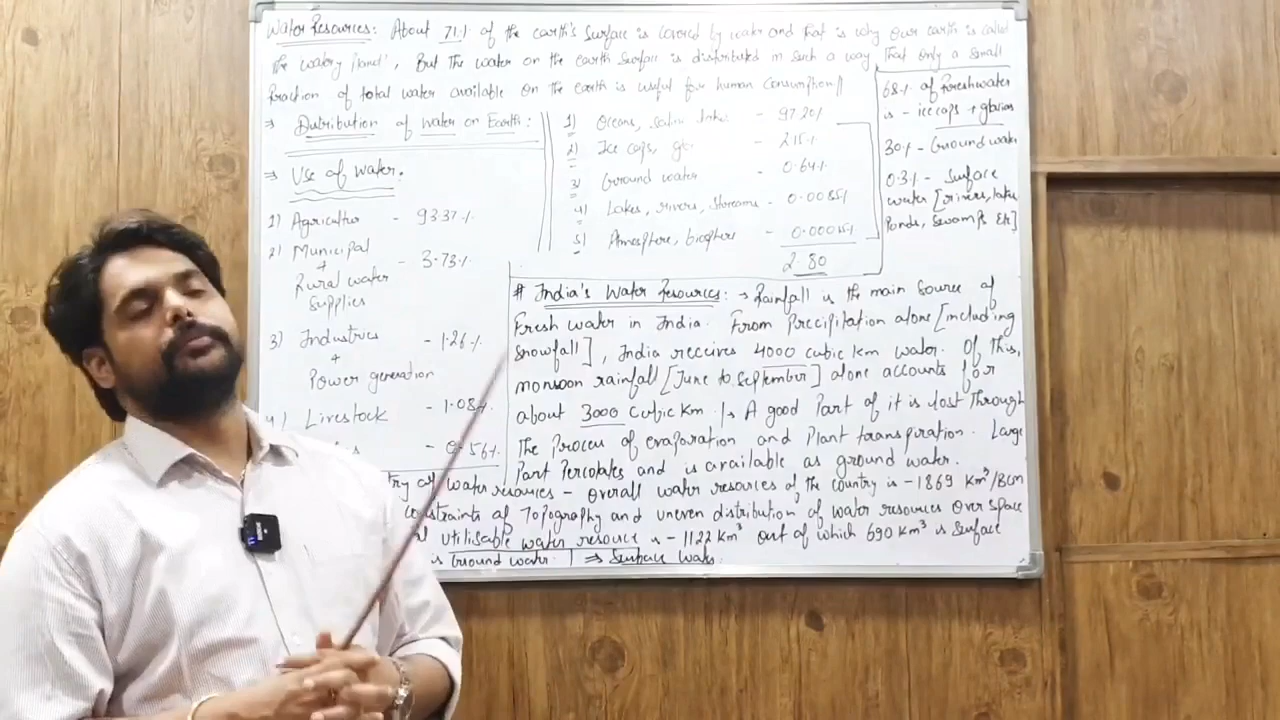 Water Resources: About 71% of the earth's surface is covered by water and that is why our earth is called
the watery planet', But the water on the earth surface is distributed in such a way, that only a small
fraction of total water available on the earth is useful for human consumption//
⇒ Distribution of water on Earth:
1) Oceans, saline lakes - 97.20%
2) Ice caps, gla - 2.15%
3) Ground water - 0.64%
4) Lakes, rivers, streams - 0.008%
5) Atmosphere, biosphere -
2.80
68% of freshwater
is - ice caps + glaciers
30% - Ground water
0.3% - Surface
water [rivers, lakes
Ponds, Swamps Etc]
⇒ Use of water:
1) Agricultur - 93.37%
2) Municipal
+
Rural water
supplies - 3.73%
3) Industries
+
Power generation - 1.26%
4) Livestock - 1.08%
- 0.56%
# India's Water Resources: → Rainfall is the main source of
Fresh water in India. From Precipitation alone [including
snowfall], India receives 4000 cubic km water. Of this,
monsoon rainfall [June to September] alone accounts for
about 3000 Cubic Km. A good Part of it is lost through
the Process of evaporation and Plant transpiration. Large
Part Percolates and is available as ground water.
of water resources - Overall water resources of the country is - 1869 Km³/BCM
constraints of Topography and uneven distribution of water resources over space
utilisable water resource is - 1122 Km³ out of which 690 Km³ is Surface
is Ground water. | ⇒ Surface Water.